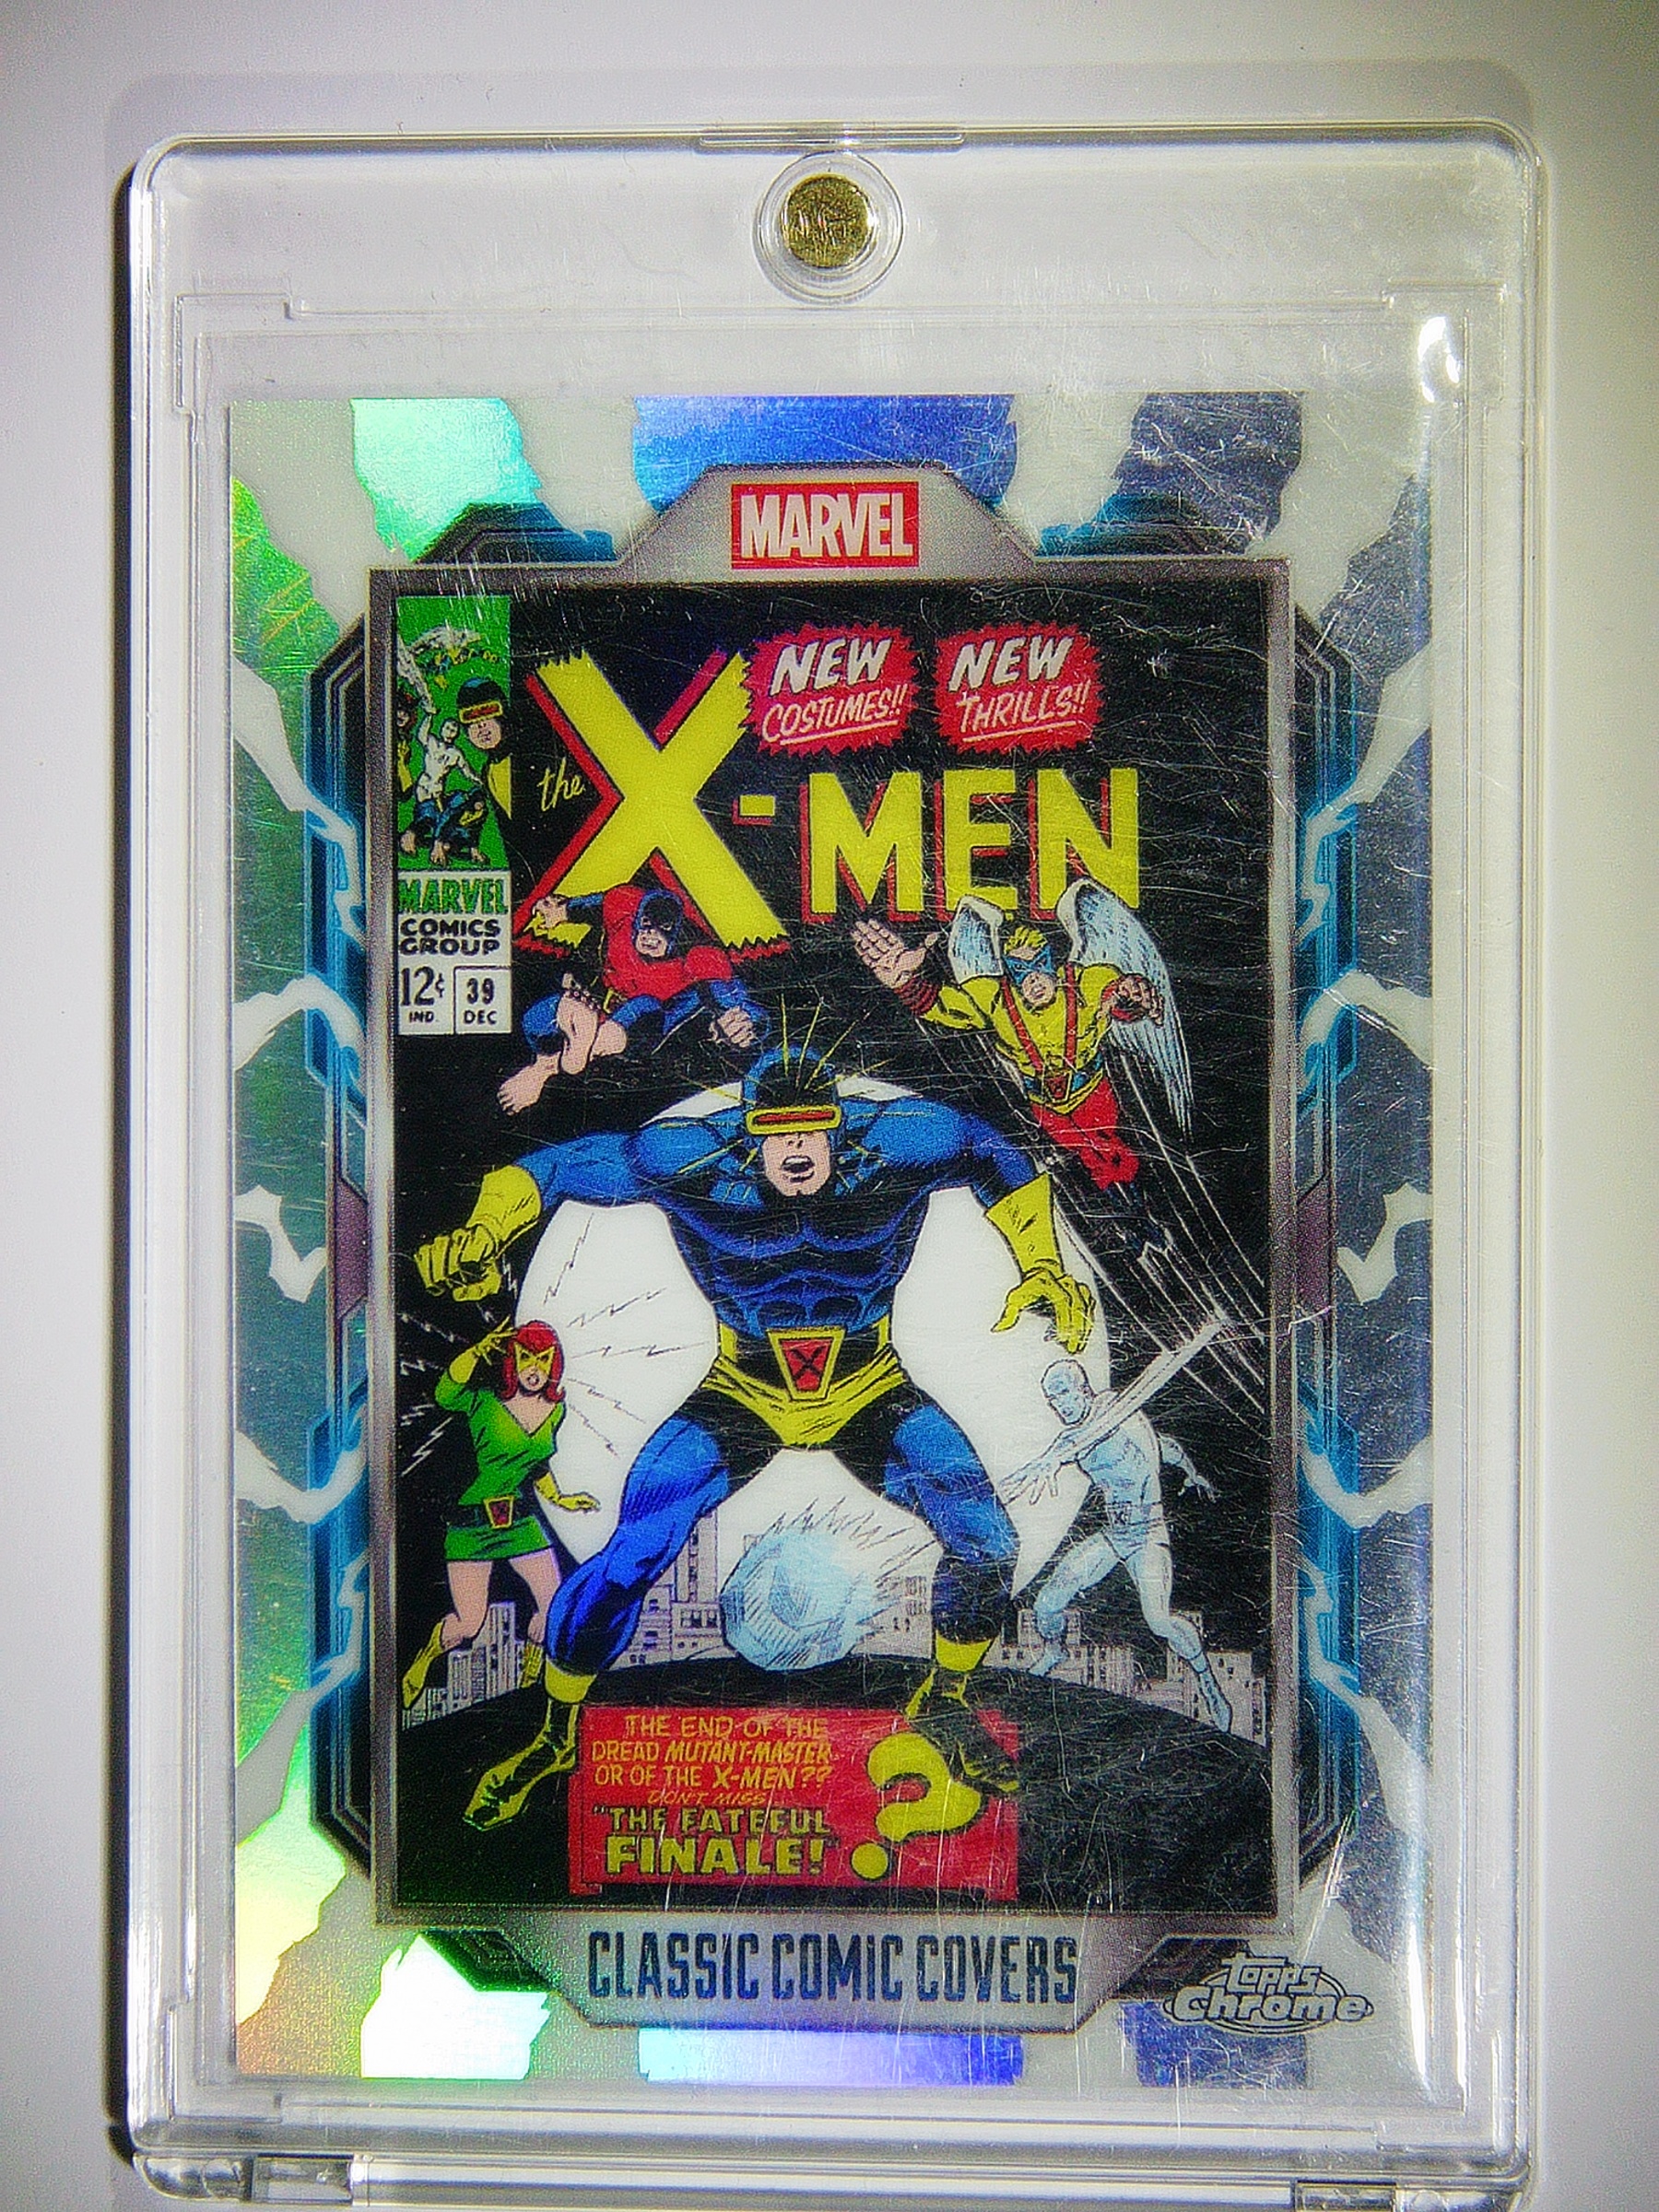 MARVEL
NEW
COSTUMES!!
NEW
THRILLS!!
the X-MEN
MARVEL
COMICS
GROUP
12¢
IND.
39
DEC
THE END OF THE
DREAD MUTANT-MASTER
OR OF THE X-MEN??
DON'T MISS
"THE FATEFUL
FINALE!
?
CLASSIC COMIC COVERS
Topps
Chrome